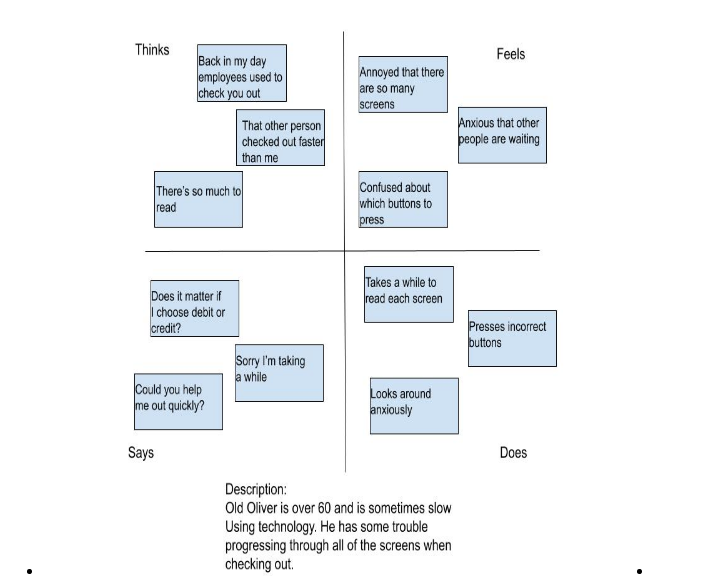 Thinks
Back in my day
employees used to
check you out
That other person
checked out faster
than me
There's so much to
read
Feels
Annoyed that there
are so many
screens
Anxious that other
people are waiting
Confused about
which buttons to
press
Does it matter if
I choose debit or
credit?
Sorry I'm taking
a while
Could you help
me out quickly?
Says
Takes a while to
read each screen
Presses incorrect
buttons
Looks around
anxiously
Does
Description:
Old Oliver is over 60 and is sometimes slow
Using technology. He has some trouble
progressing through all of the screens when
checking out.